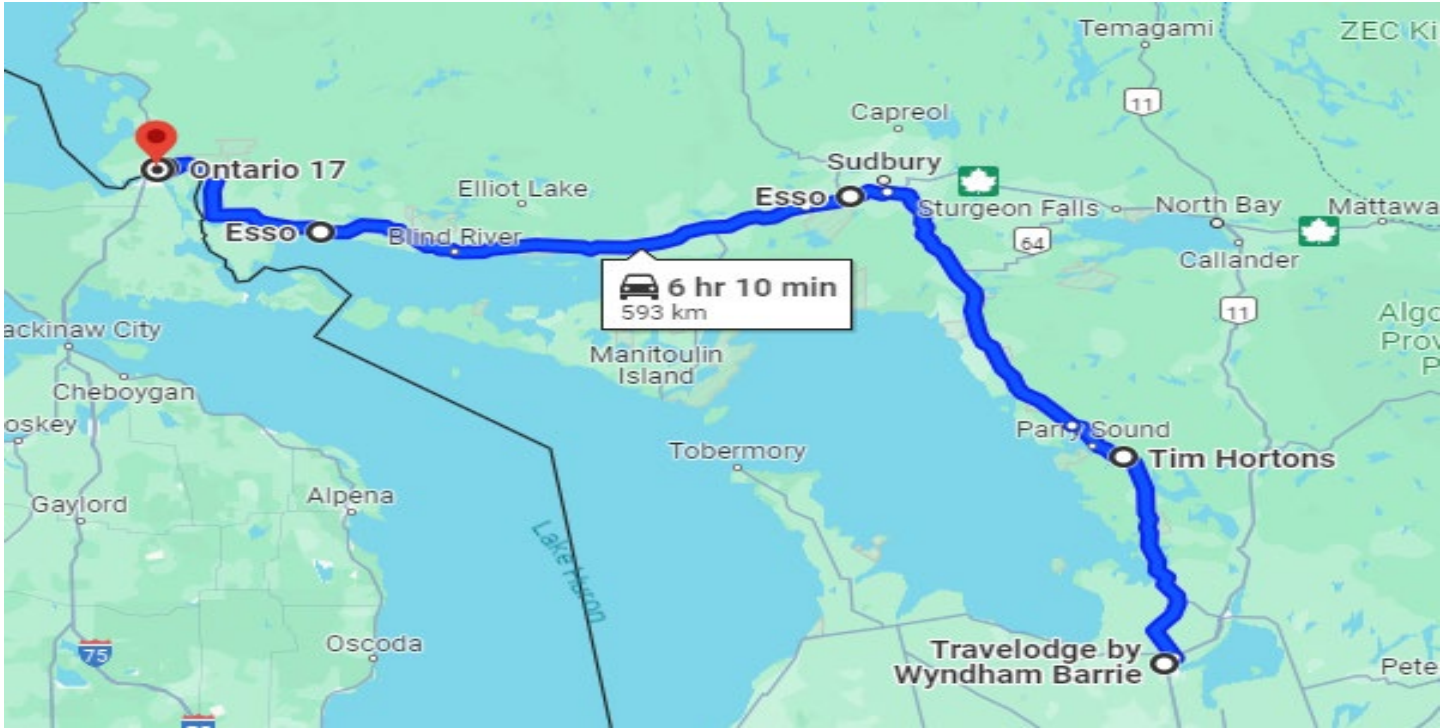 Temagami
ZEC Ki
11
Capreol
Sudbury
Ontario 17
Elliot Lake
Esso
Sturgeon Falls
North Bay
Mattawa
64
Callander
Esso
Blind River
6 hr 10 min
593 km
11
Algo
Prov
P
ackinaw City
Manitoulin
Island
Cheboygan
oskey
Parry Sound
Tobermory
Tim Hortons
Gaylord
Alpena
Lake Huron
Oscoda
75
Travelodge by
Wyndham Barrie
Pete